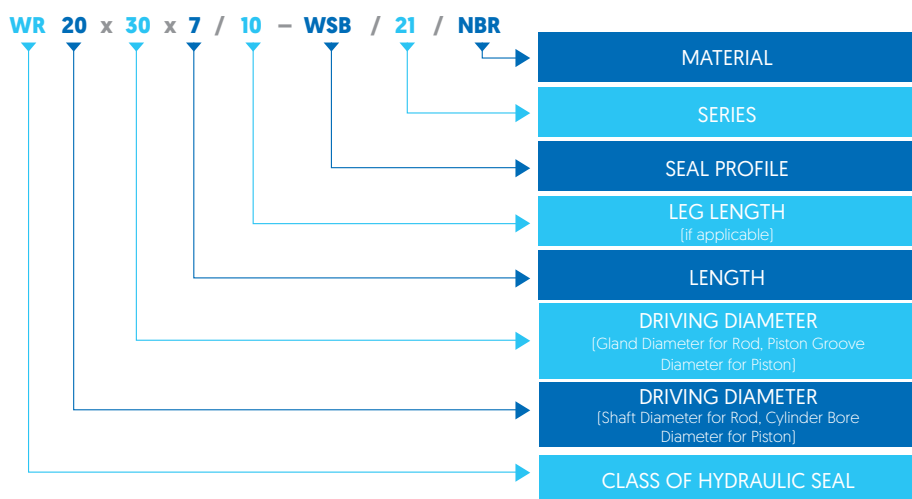 WR 20 x 30 x 7 / 10 – WSB / 21 / NBR
MATERIAL
SERIES
SEAL PROFILE
LEG LENGTH
(if applicable)
LENGTH
DRIVING DIAMETER
(Gland Diameter for Rod, Piston Groove
Diameter for Piston)
DRIVING DIAMETER
(Shaft Diameter for Rod, Cylinder Bore
Diameter for Piston)
CLASS OF HYDRAULIC SEAL